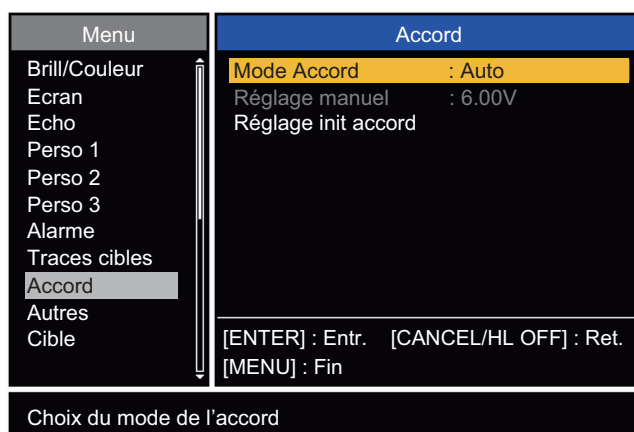 Menu
Brill/Couleur
Ecran
Echo
Perso 1
Perso 2
Perso 3
Alarme
Traces cibles
Accord
Autres
Cible
Accord
Mode Accord : Auto
Réglage manuel : 6.00V
Réglage init accord
[ENTER] : Entr. [CANCEL/HL OFF] : Ret.
[MENU] : Fin
Choix du mode de l’accord